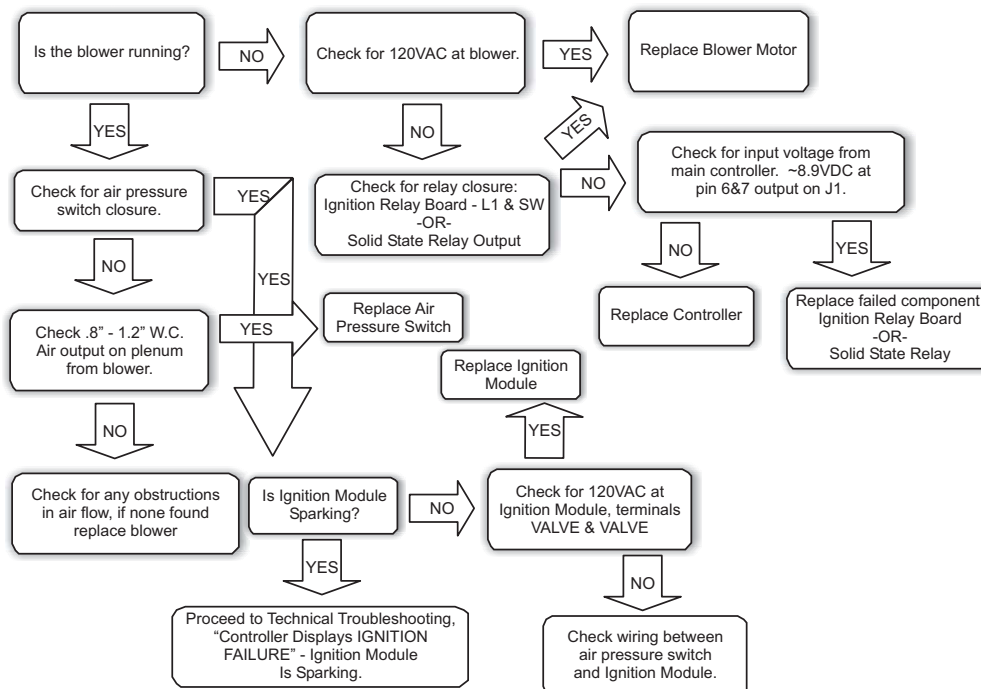 Is the blower running?
NO
Check for 120VAC at blower.
YES
Replace Blower Motor
YES
NO
YES
Check for air pressure
switch closure.
YES
Check for relay closure:
Ignition Relay Board - L1 & SW
-OR-
Solid State Relay Output
NO
Check for input voltage from
main controller. ~8.9VDC at
pin 6&7 output on J1.
NO
YES
NO
YES
Check .8” - 1.2” W.C.
Air output on plenum
from blower.
YES
Replace Air
Pressure Switch
Replace Controller
Replace failed component
Ignition Relay Board
-OR-
Solid State Relay
Replace Ignition
Module
NO
YES
Check for any obstructions
in air flow, if none found
replace blower
Is Ignition Module
Sparking?
NO
Check for 120VAC at
Ignition Module, terminals
VALVE & VALVE
YES
NO
Proceed to Technical Troubleshooting,
“Controller Displays IGNITION
FAILURE” - Ignition Module
Is Sparking.
Check wiring between
air pressure switch
and Ignition Module.